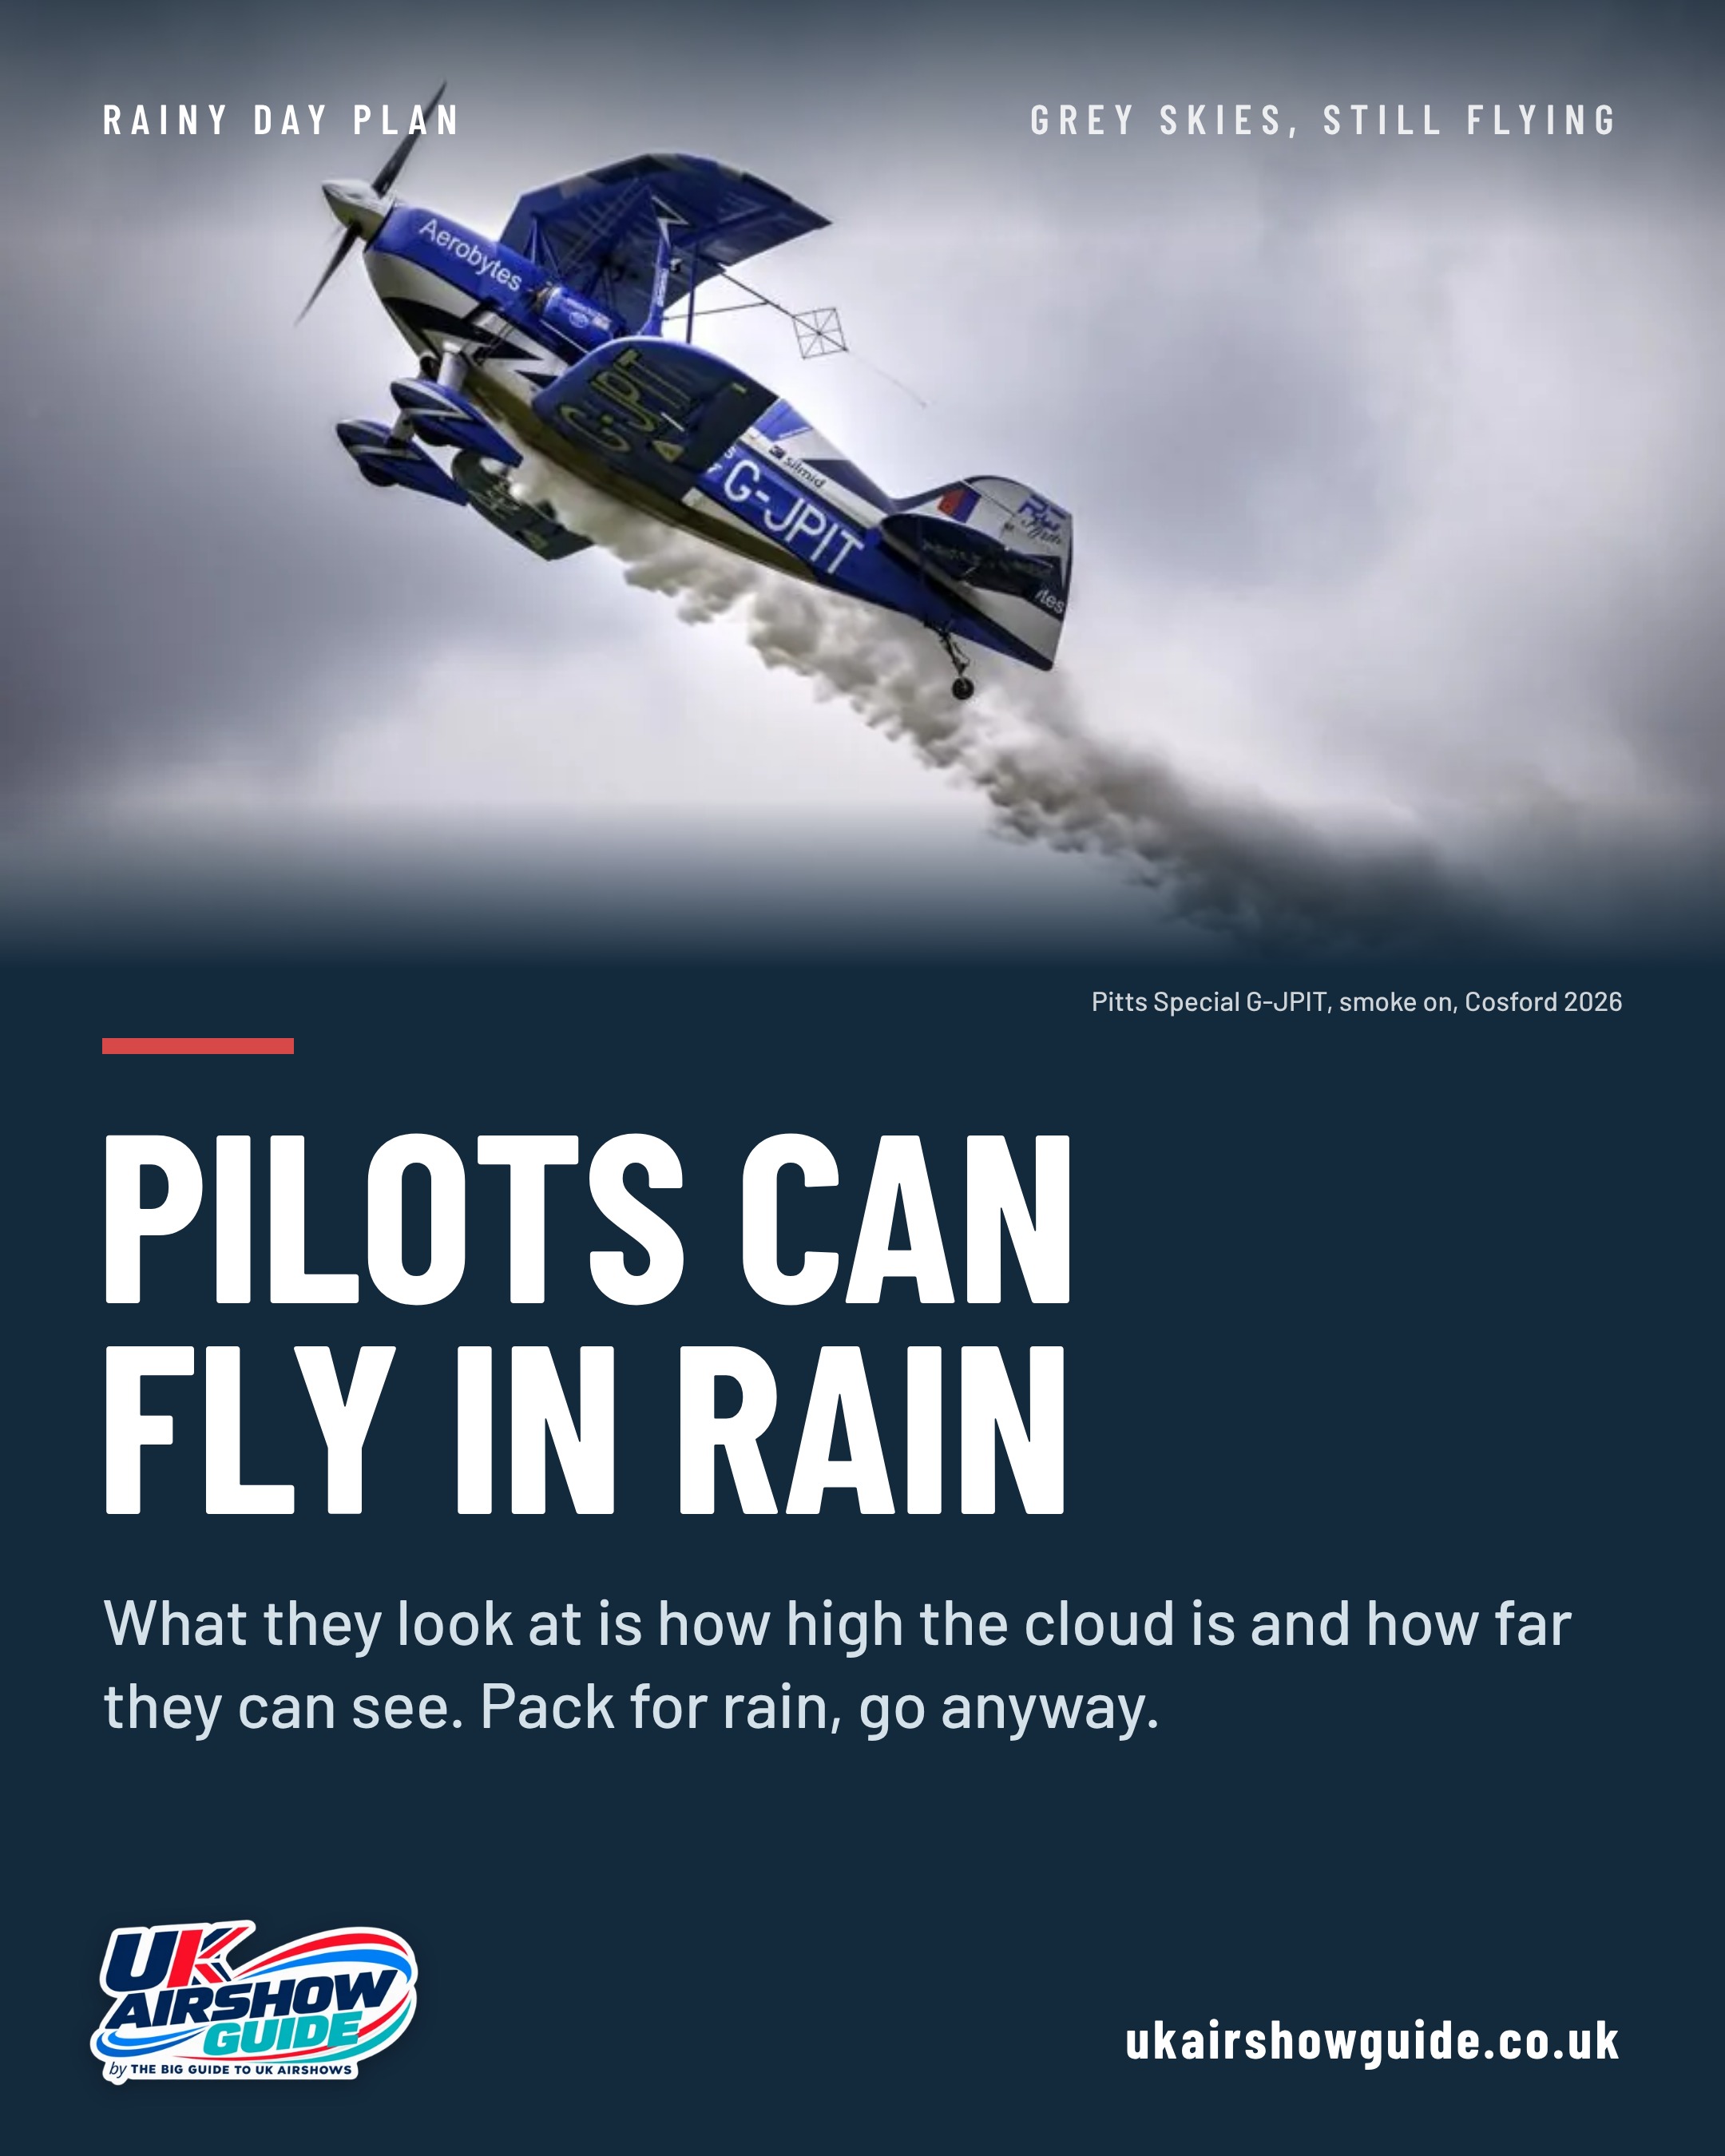 RAINY DAY PLAN
GREY SKIES, STILL FLYING
Aerobytes
G-JPIT
silmid
G-JPIT
tes
Pitts Special G-JPIT, smoke on, Cosford 2026
PILOTS CAN
FLY IN RAIN
What they look at is how high the cloud is and how far
they can see. Pack for rain, go anyway.
UK
AIRSHOW
GUIDE
by THE BIG GUIDE TO UK AIRSHOWS
ukairshowguide.co.uk